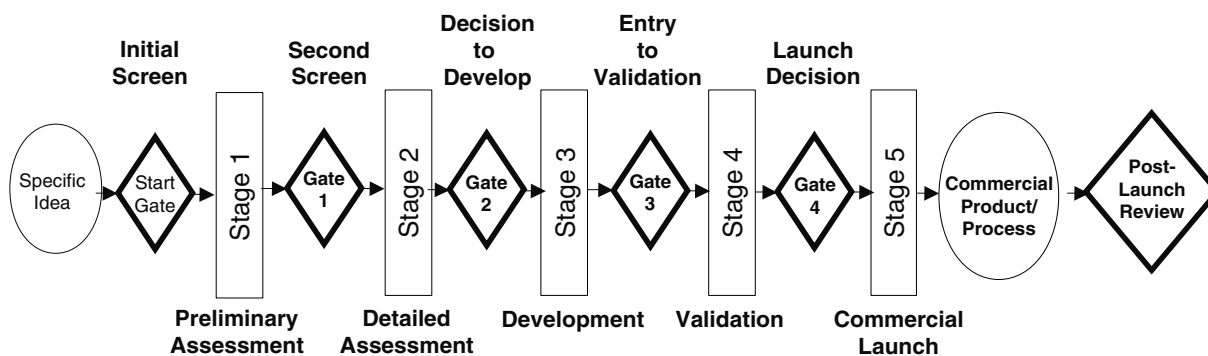 Initial
Screen
Second
Screen
Decision
to
Develop
Entry
to
Validation
Launch
Decision
Specific
Idea
Start
Gate
Stage 1
Gate
1
Stage 2
Gate
2
Stage 3
Gate
3
Stage 4
Gate
4
Stage 5
Commercial
Product/
Process
Post-
Launch
Review
Preliminary
Assessment
Detailed
Assessment
Development
Validation
Commercial
Launch